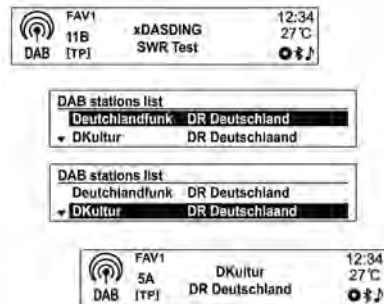 FAV1 12:34
11B xDASDING 27°C
DAB [TP] SWR Test
DAB stations list
Deutchlandfunk DR Deutschland
DKultur DR Deutschlaand
DAB stations list
Deutchlandfunk DR Deutschland
DKultur DR Deutschlaand
FAV1 12:34
5A DKultur 27°C
DAB [TP] DR Deutschland